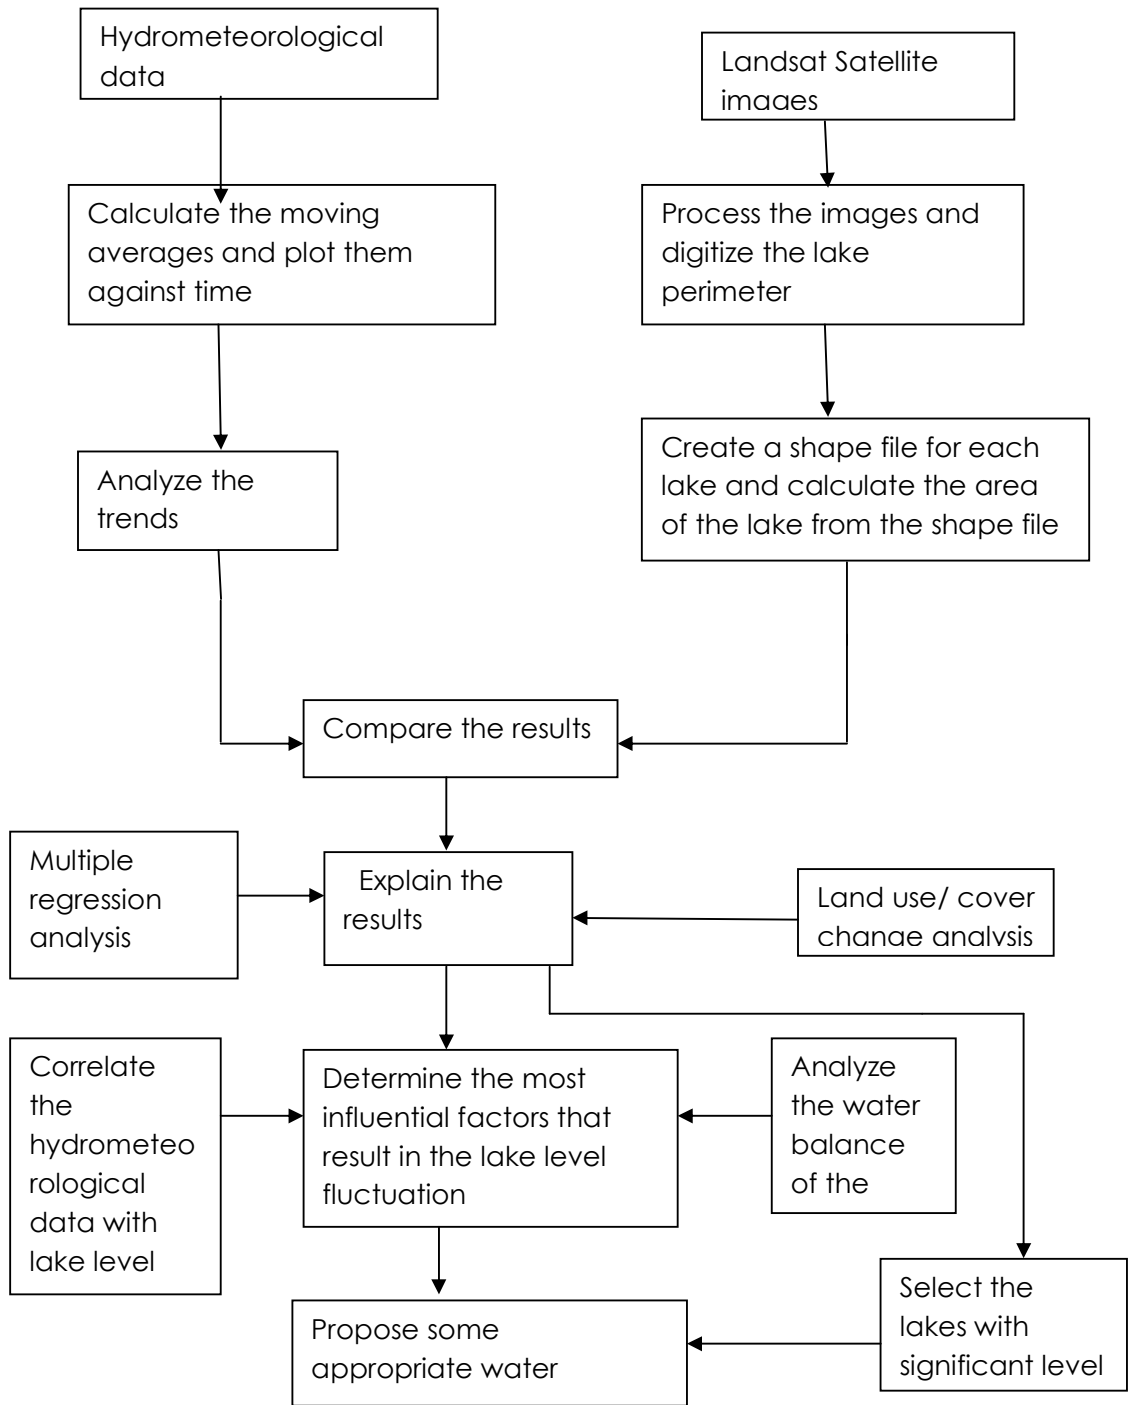 Hydrometeorological
data
Landsat Satellite
images
Calculate the moving
averages and plot them
against time
Process the images and
digitize the lake
perimeter
Analyze the
trends
Create a shape file for each
lake and calculate the area
of the lake from the shape file
Compare the results
Multiple
regression
analysis
Explain the
results
Land use/ cover
change analysis
Correlate
the
hydrometeo
rological
data with
lake level
Determine the most
influential factors that
result in the lake level
fluctuation
Analyze
the water
balance
of the
Select the
lakes with
significant level
Propose some
appropriate water